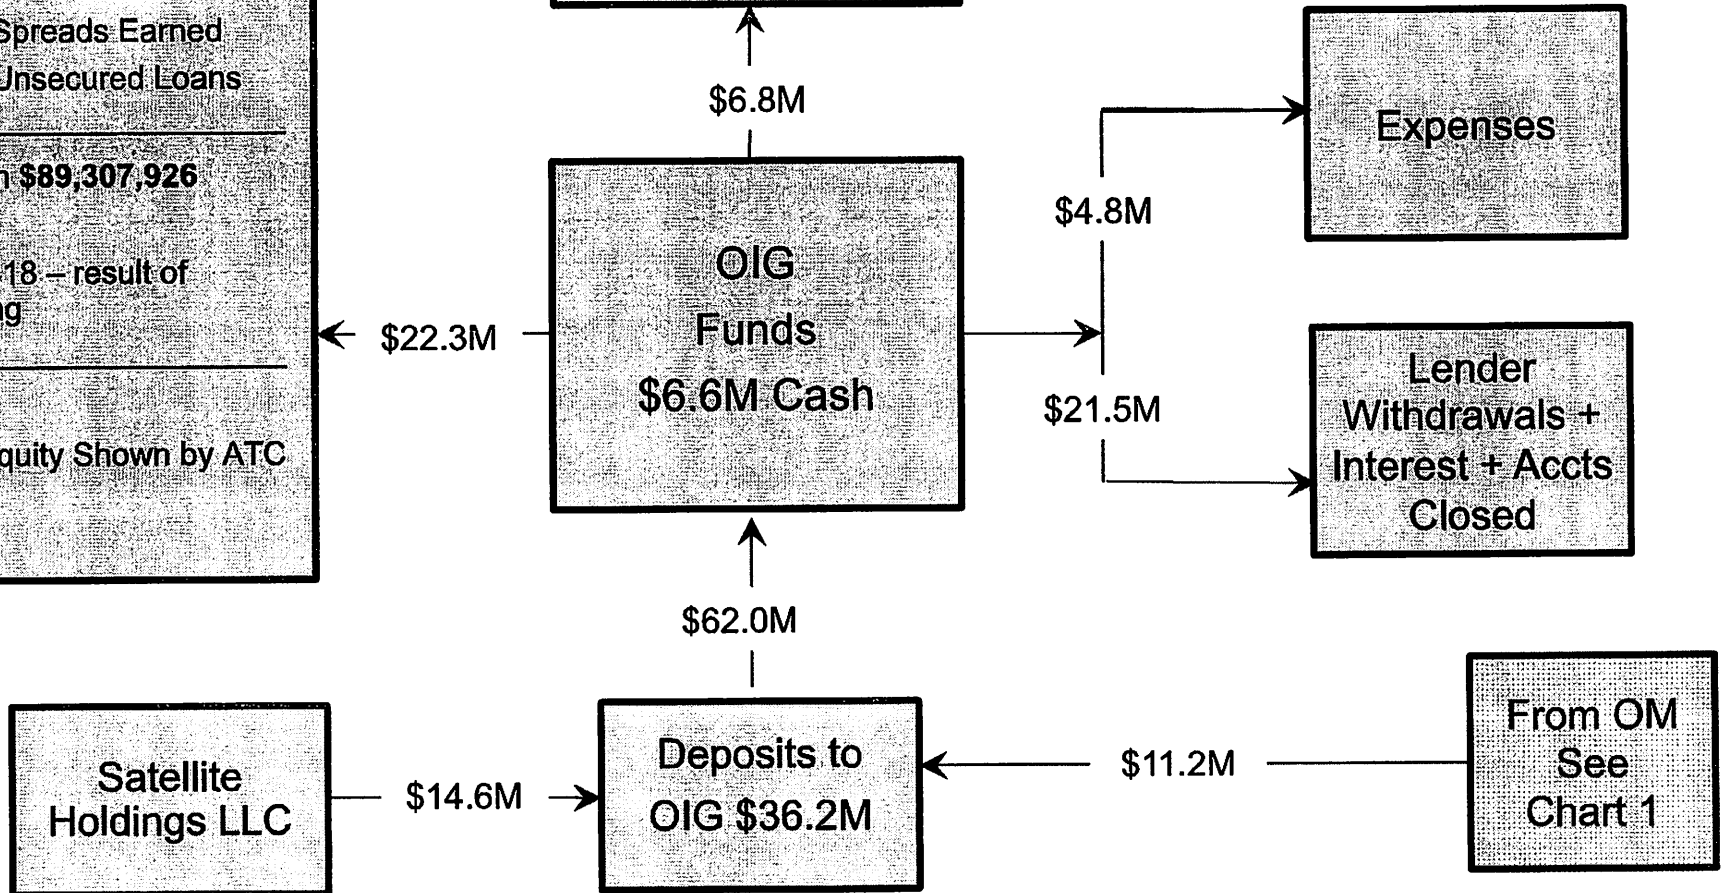 Spreads Earned
Unsecured Loans
$89,307,926
18 – result of
Equity Shown by ATC
$6.8M
$22.3M
OIG
Funds
$6.6M Cash
$4.8M
$21.5M
Expenses
Lender
Withdrawals +
Interest + Accts
Closed
$62.0M
Satellite
Holdings LLC
$14.6M
Deposits to
OIG $36.2M
$11.2M
From OM
See
Chart 1